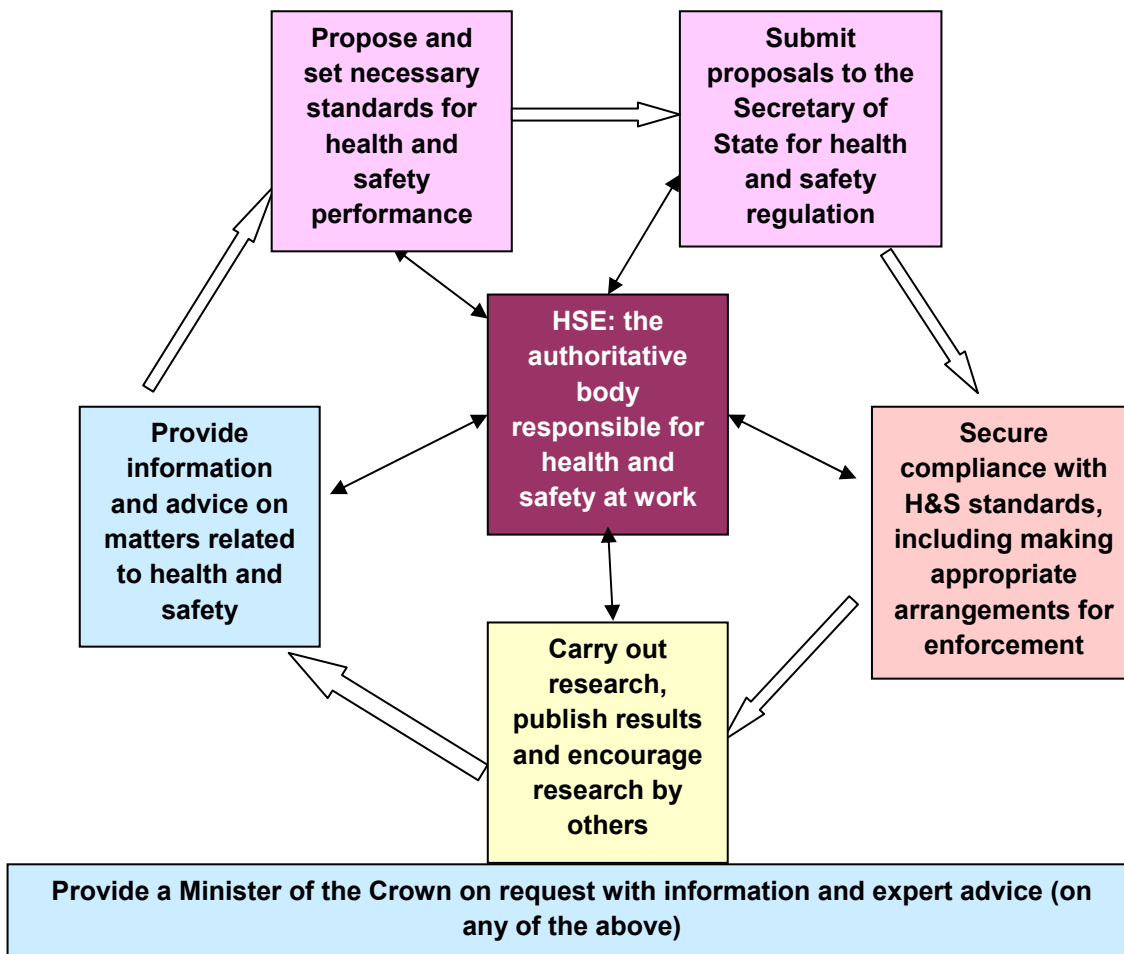 Propose and
set necessary
standards for
health and
safety
performance
Submit
proposals to the
Secretary of
State for health
and safety
regulation
HSE: the
authoritative
body
responsible for
health and
safety at work
Provide
information
and advice on
matters related
to health and
safety
Secure
compliance with
H&S standards,
including making
appropriate
arrangements for
enforcement
Carry out
research,
publish results
and encourage
research by
others
Provide a Minister of the Crown on request with information and expert advice (on
any of the above)